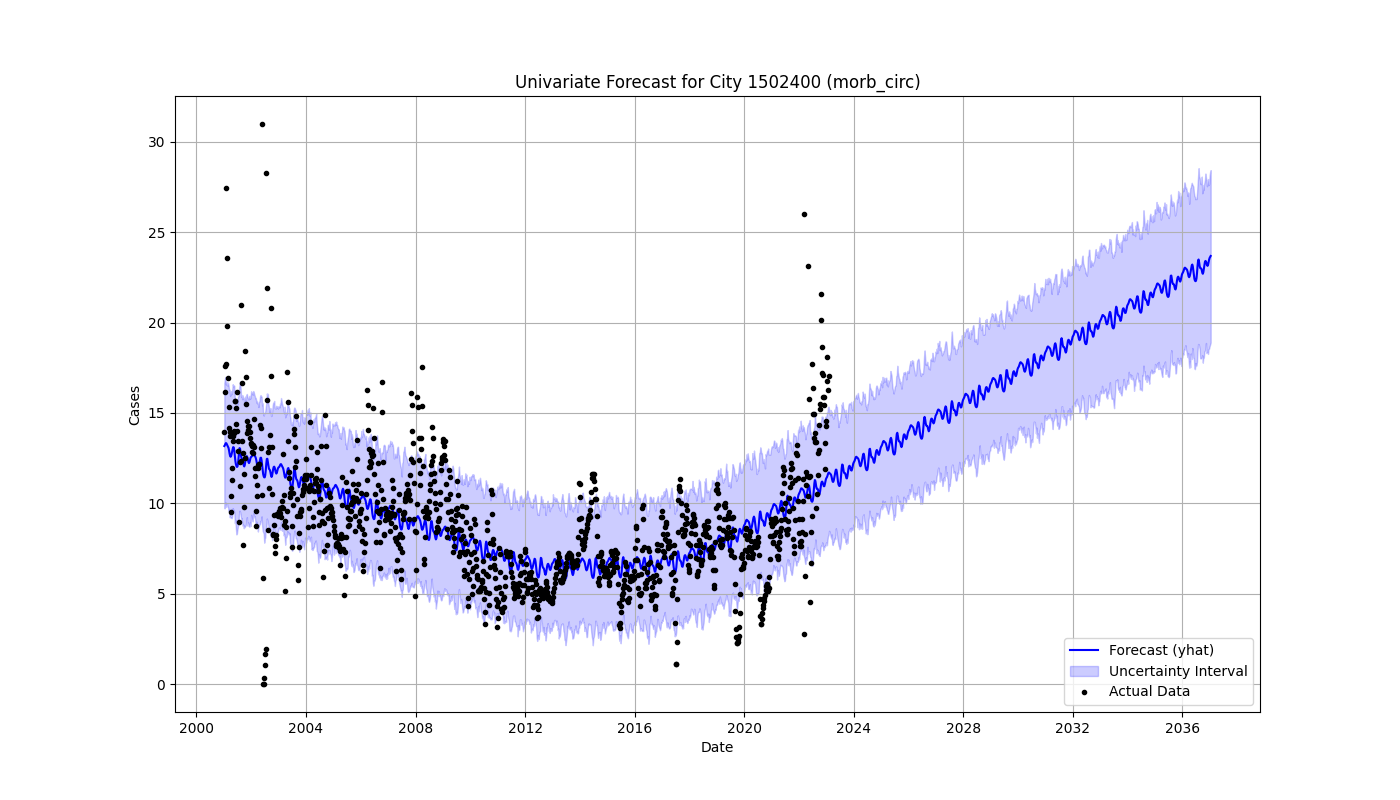 Univariate Forecast for City 1502400 (morb_circ)
30
25
20
15
10
5
0
Cases
Forecast (yhat)
Uncertainty Interval
Actual Data
2000 2004 2008 2012 2016 2020 2024 2028 2032 2036
Date